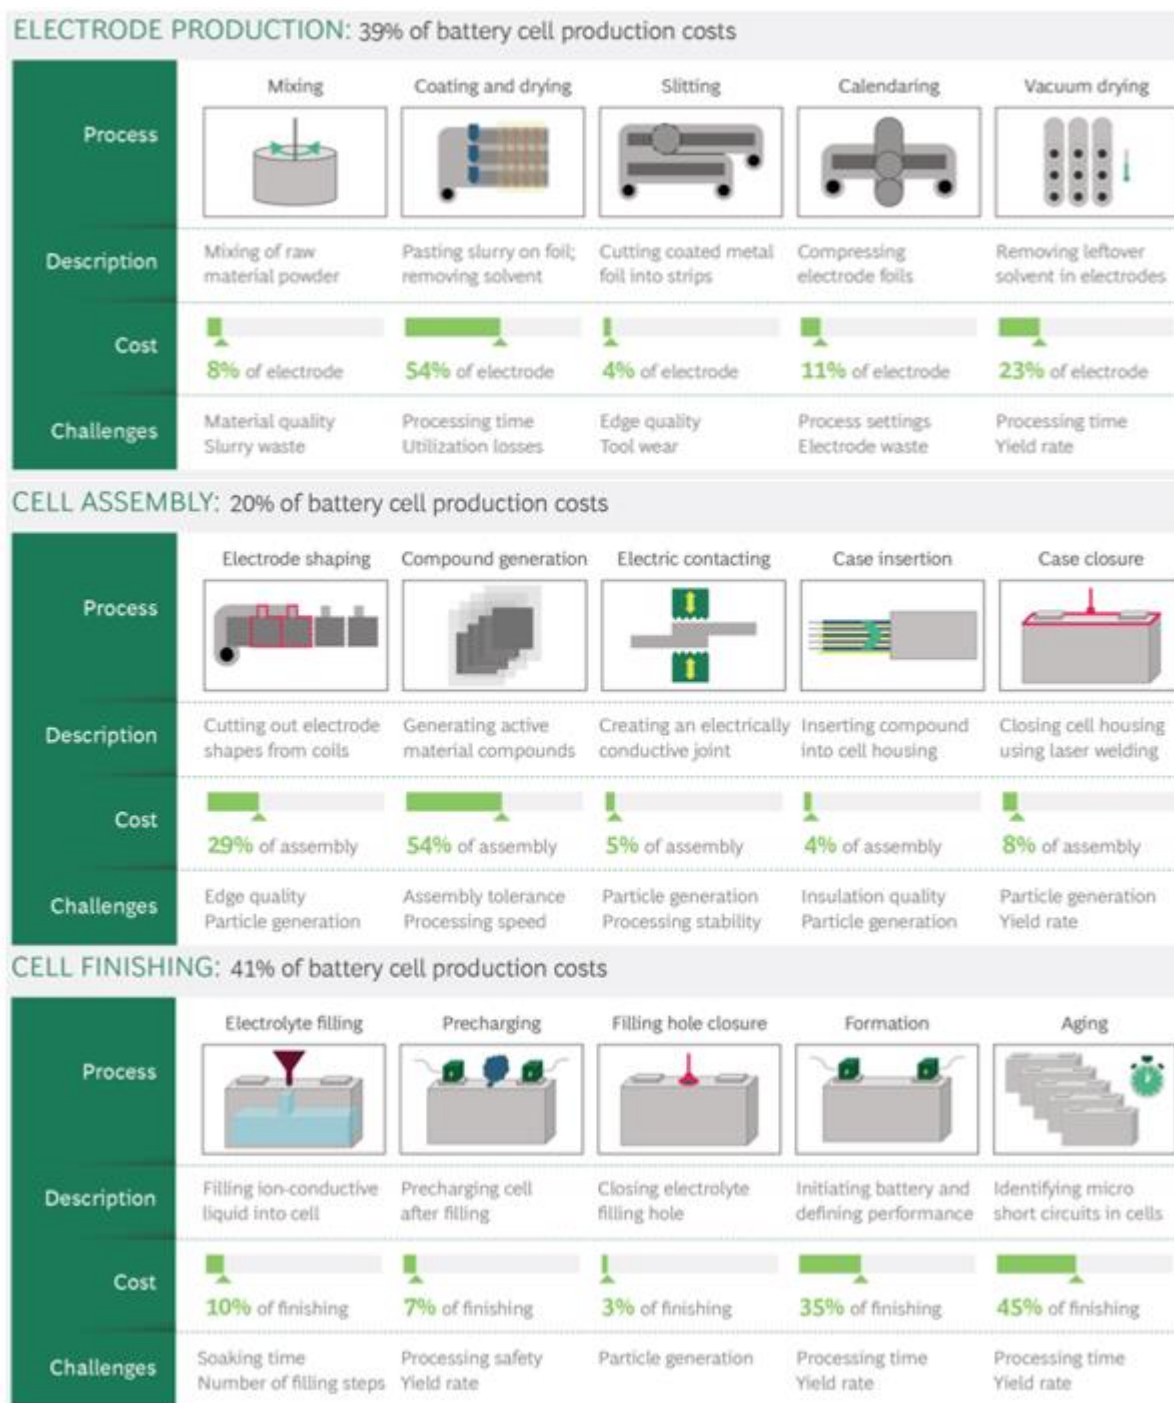 ELECTRODE PRODUCTION: 39% of battery cell production costs
Process
Mixing
Coating and drying
Slitting
Calendaring
Vacuum drying
Description
Mixing of raw
material powder
Pasting slurry on foil;
removing solvent
Cutting coated metal
foil into strips
Compressing
electrode foils
Removing leftover
solvent in electrodes
Cost
8% of electrode
54% of electrode
4% of electrode
11% of electrode
23% of electrode
Challenges
Material quality
Slurry waste
Processing time
Utilization losses
Edge quality
Tool wear
Process settings
Electrode waste
Processing time
Yield rate
CELL ASSEMBLY: 20% of battery cell production costs
Process
Electrode shaping
Compound generation
Electric contacting
Case insertion
Case closure
Description
Cutting out electrode
shapes from coils
Generating active
material compounds
Creating an electrically
conductive joint
Inserting compound
into cell housing
Closing cell housing
using laser welding
Cost
29% of assembly
54% of assembly
5% of assembly
4% of assembly
8% of assembly
Challenges
Edge quality
Particle generation
Assembly tolerance
Processing speed
Particle generation
Processing stability
Insulation quality
Particle generation
Particle generation
Yield rate
CELL FINISHING: 41% of battery cell production costs
Process
Electrolyte filling
Precharging
Filling hole closure
Formation
Aging
Description
Filling ion-conductive
liquid into cell
Precharging cell
after filling
Closing electrolyte
filling hole
Initiating battery and
defining performance
Identifying micro
short circuits in cells
Cost
10% of finishing
7% of finishing
3% of finishing
35% of finishing
45% of finishing
Challenges
Soaking time
Number of filling steps
Processing safety
Yield rate
Particle generation
Processing time
Yield rate
Processing time
Yield rate